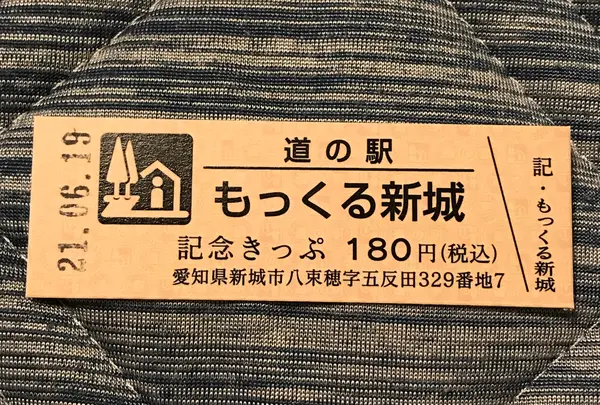 21.06.19
道の駅
もっくる新城
記念きっぷ 180円(税込)
愛知県新城市八束穂字五反田329番地7
記・もっくる新城